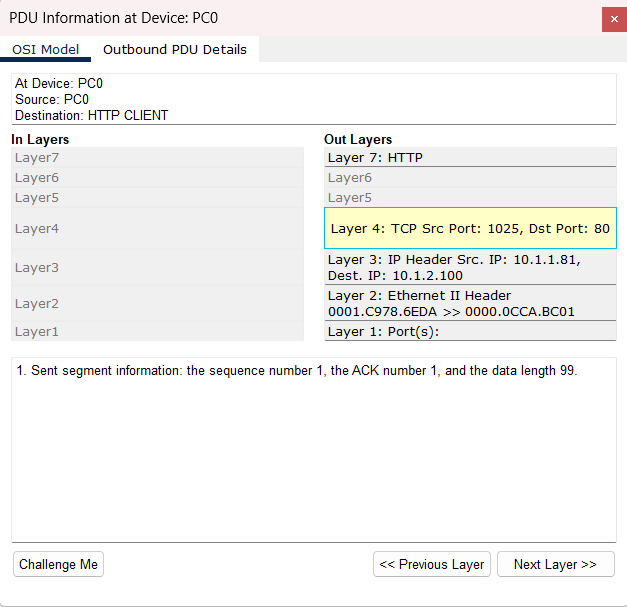 PDU Information at Device: PC0
×
OSI Model
Outbound PDU Details
At Device: PC0
Source: PC0
Destination: HTTP CLIENT
In Layers
Layer7
Layer6
Layer5
Layer4
Layer3
Layer2
Layer1
Out Layers
Layer 7: HTTP
Layer6
Layer5
Layer 4: TCP Src Port: 1025, Dst Port: 80
Layer 3: IP Header Src. IP: 10.1.1.81,
Dest. IP: 10.1.2.100
Layer 2: Ethernet II Header
0001.C978.6EDA >> 0000.0CCA.BC01
Layer 1: Port(s):
1. Sent segment information: the sequence number 1, the ACK number 1, and the data length 99.
Challenge Me
<< Previous Layer
Next Layer >>